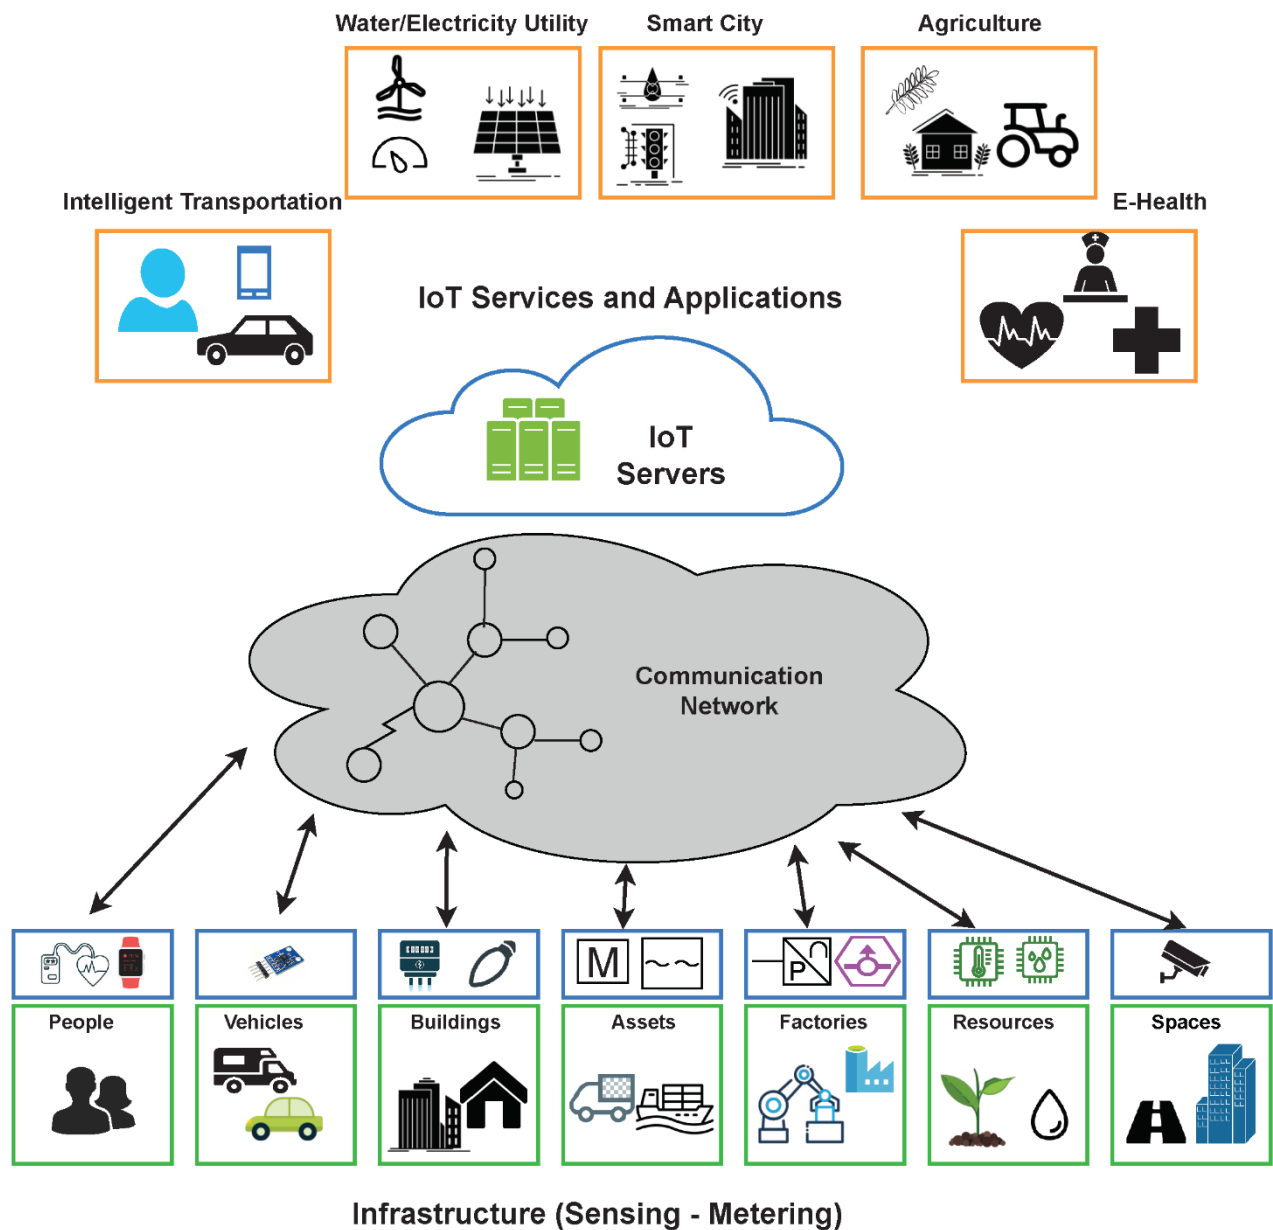 Water/Electricity Utility
Smart City
Agriculture
Intelligent Transportation
E-Health
IoT Services and Applications
IoT
Servers
Communication
Network
M
P
People
Vehicles
Buildings
Assets
Factories
Resources
Spaces
Infrastructure (Sensing - Metering)